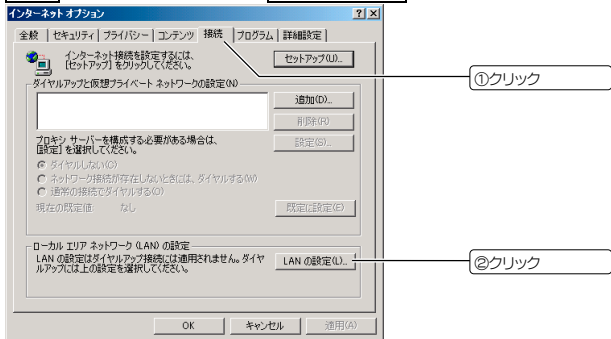 インターネット オプション
全般
セキュリティ
プライバシー
コンテンツ
接続
プログラム
詳細設定
インターネット接続を設定するには、
[セットアップ] をクリックしてください。
セットアップ(U)...
①クリック
ダイヤルアップと仮想プライベート ネットワークの設定(N)
追加(D)...
削除(R)
プロキシ サーバーを構成する必要がある場合は、
[設定] を選択してください。
設定(S)...
ダイヤルしない(C)
ネットワーク接続が存在しないときには、ダイヤルする(W)
通常の接続でダイヤルする(O)
現在の既定値:
なし
既定に設定(E)
ローカル エリア ネットワーク (LAN) の設定
LAN の設定はダイヤルアップ接続には適用されません。ダイヤ
ルアップには上の設定を選択してください。
LAN の設定(L)...
②クリック
OK
キャンセル
適用(A)